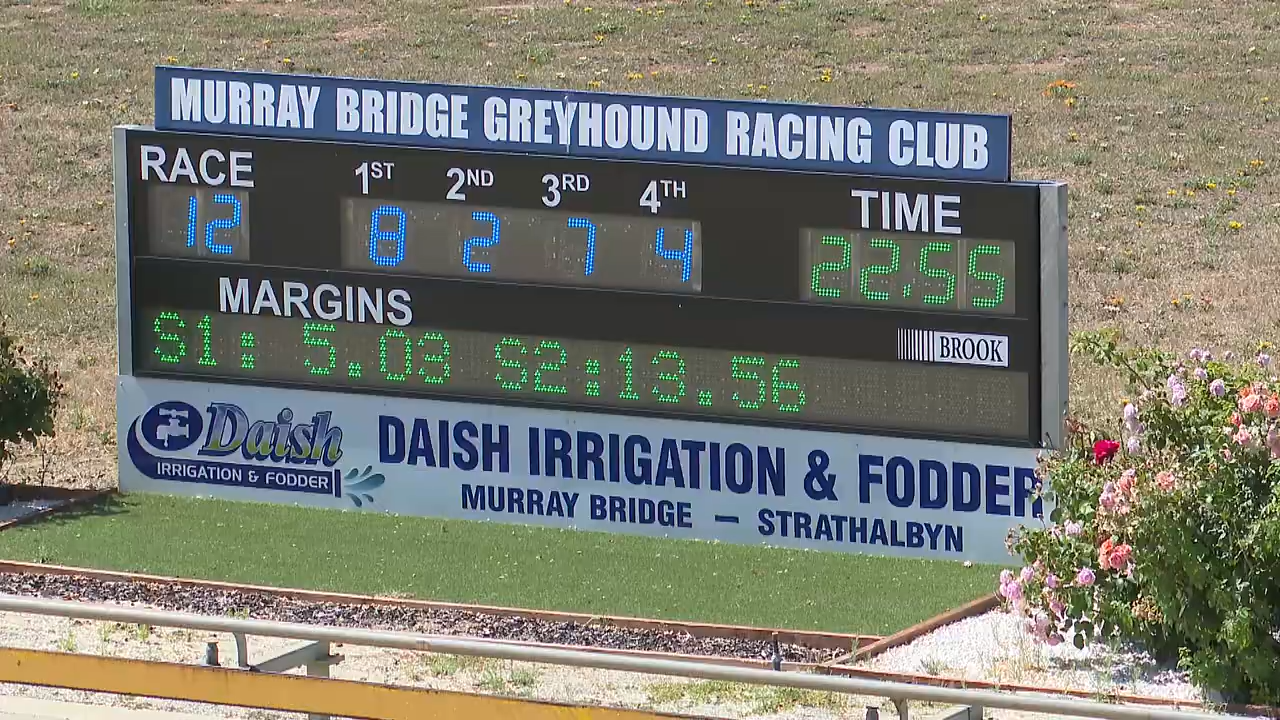 MURRAY BRIDGE GREYHOUND RACING CLUB
RACE 1ST 2ND 3RD 4TH TIME
12 8 2 7 4 22.55
MARGINS
BROOK
S1: 5.03 S2:13.56
Daish
IRRIGATION & FODDER
DAISH IRRIGATION & FODDER
MURRAY BRIDGE – STRATHALBYN